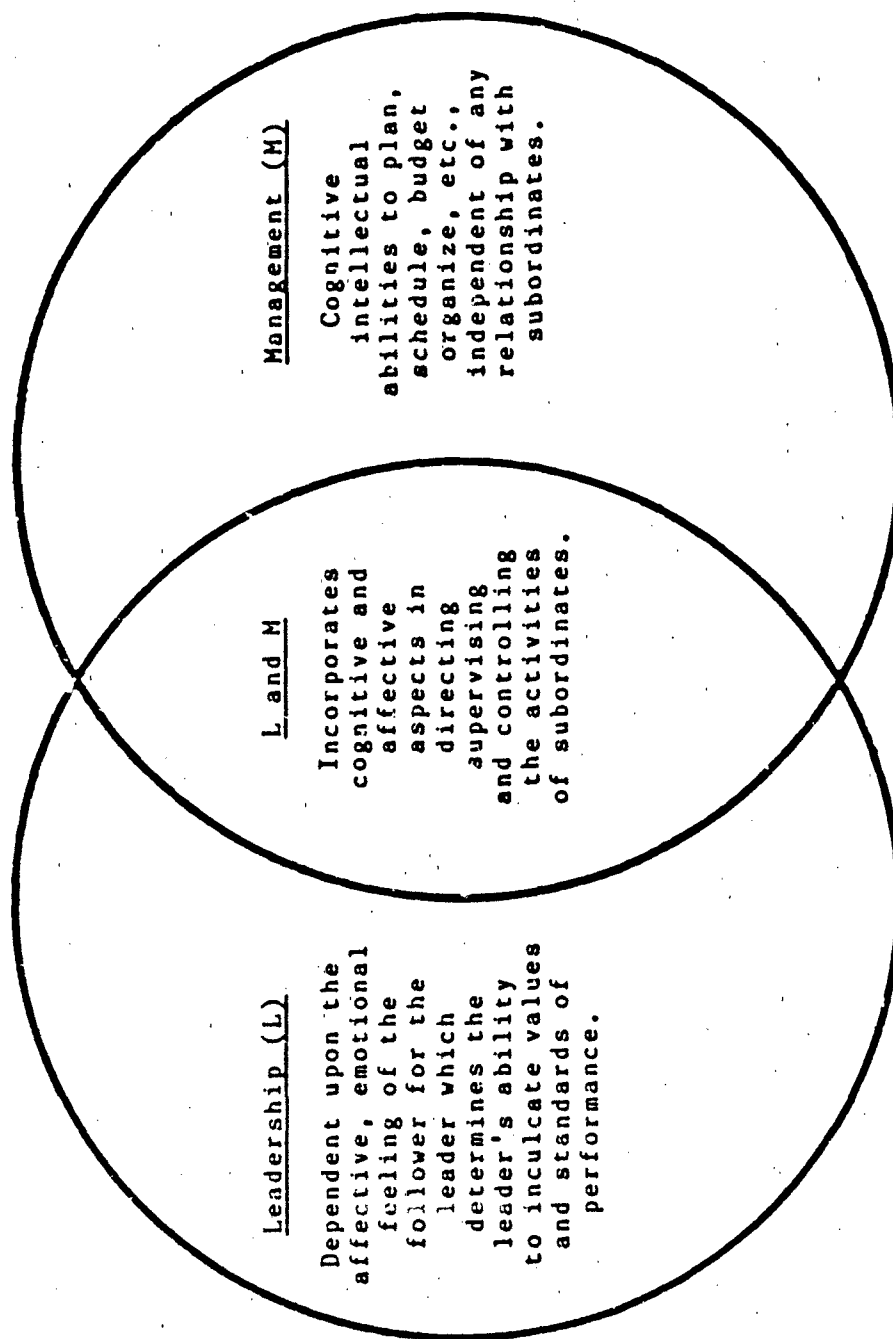 Leadership (L)
Dependent upon the
affective, emotional
feeling of the
follower for the
leader which
determines the
leader's ability
to inculcate values
and standards of
performance.
L and M
Incorporates
cognitive and
affective
aspects in
directing
supervising
and controlling
the activities
of subordinates.
Management (M)
Cognitive
intellectual
abilities to plan,
schedule, budget
organize, etc.,
independent of any
relationship with
subordinates.